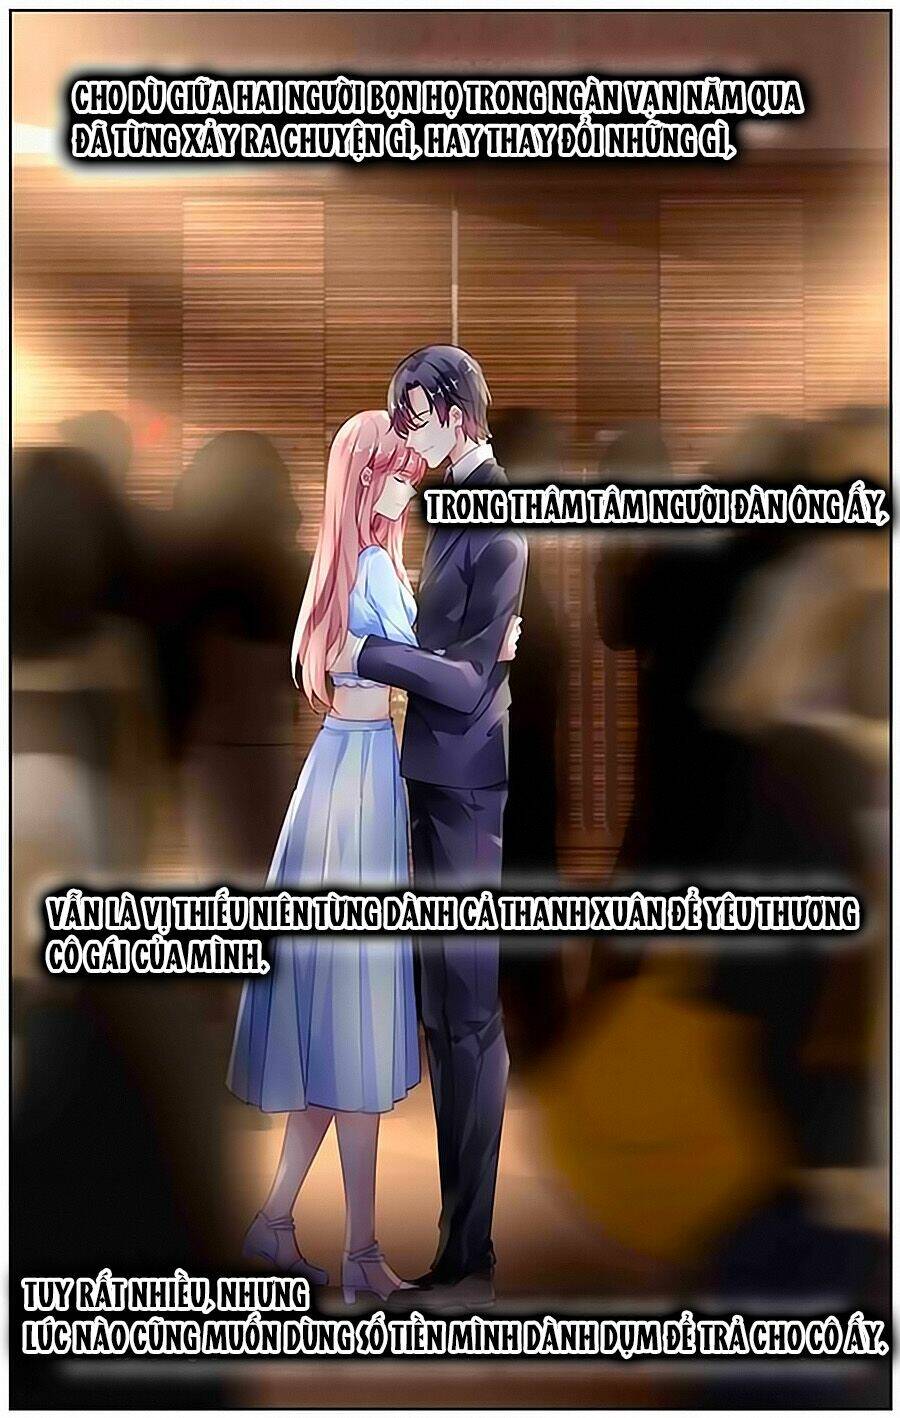 CHO DÙ GIỮA HAI NGƯỜI BỌN HỌ TRONG NGÀN VẠN NĂM QUA
ĐÃ TỪNG XẢY RA CHUYỆN GÌ, HAY THAY ĐỔI NHỮNG GÌ,
TRONG THÂM TÂM NGƯỜI ĐÀN ÔNG ẤY,
VẪN LÀ VỊ THIẾU NIÊN TỪNG DÀNH CẢ THANH XUÂN ĐỂ YÊU THƯƠNG
CÔ GÁI CỦA MÌNH.
TUY RẤT NHIỀU, NHƯNG
LÚC NÀO CŨNG MUỐN DÙNG SỐ TIỀN MÌNH DÀNH DỤM ĐỂ TRẢ CHO CÔ ẤY.